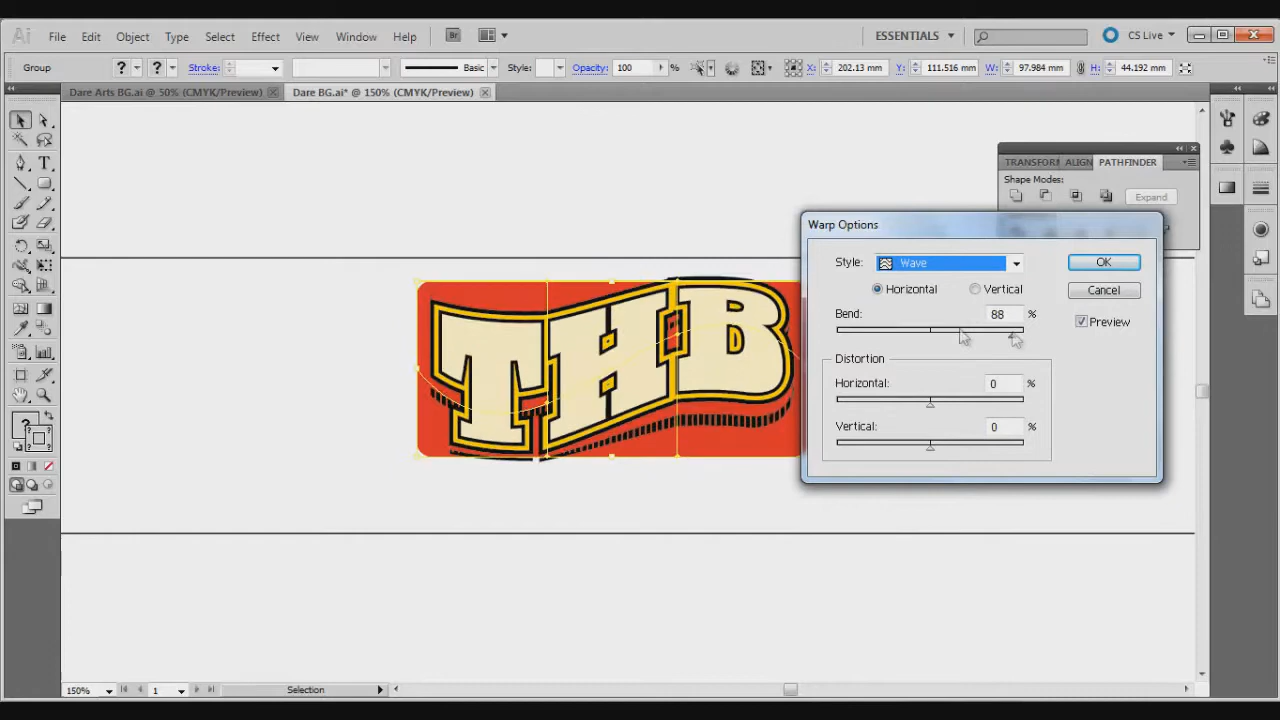 Ai File Edit Object Type Select Effect View Window Help Br ESSENTIALS CS Live
Group ? ? Stroke: Basic Style: Opacity: 100 % X: 202.13 mm Y: 111.516 mm W: 97.984 mm H: 44.192 mm
Dare Arts BG.ai @ 50% (CMYK/Preview) Dare BG.ai* @ 150% (CMYK/Preview)
TRANSFORM ALIGN PATHFINDER
Shape Modes:
Expand
Warp Options
Style: Wave OK
Horizontal Vertical Cancel
Bend: 88 % Preview
Distortion
Horizontal: 0 %
Vertical: 0 %
THB
T
?
150% 1 Selection